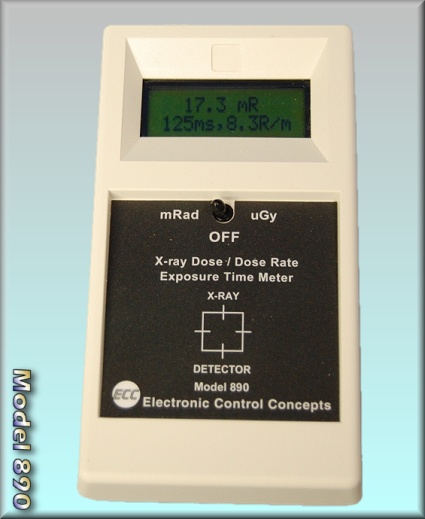 17.3 mR
125ms,8.3R/m
mRad uGy
OFF
X-ray Dose / Dose Rate
Exposure Time Meter
X-RAY
DETECTOR
Model 890
ECC Electronic Control Concepts
Model 890